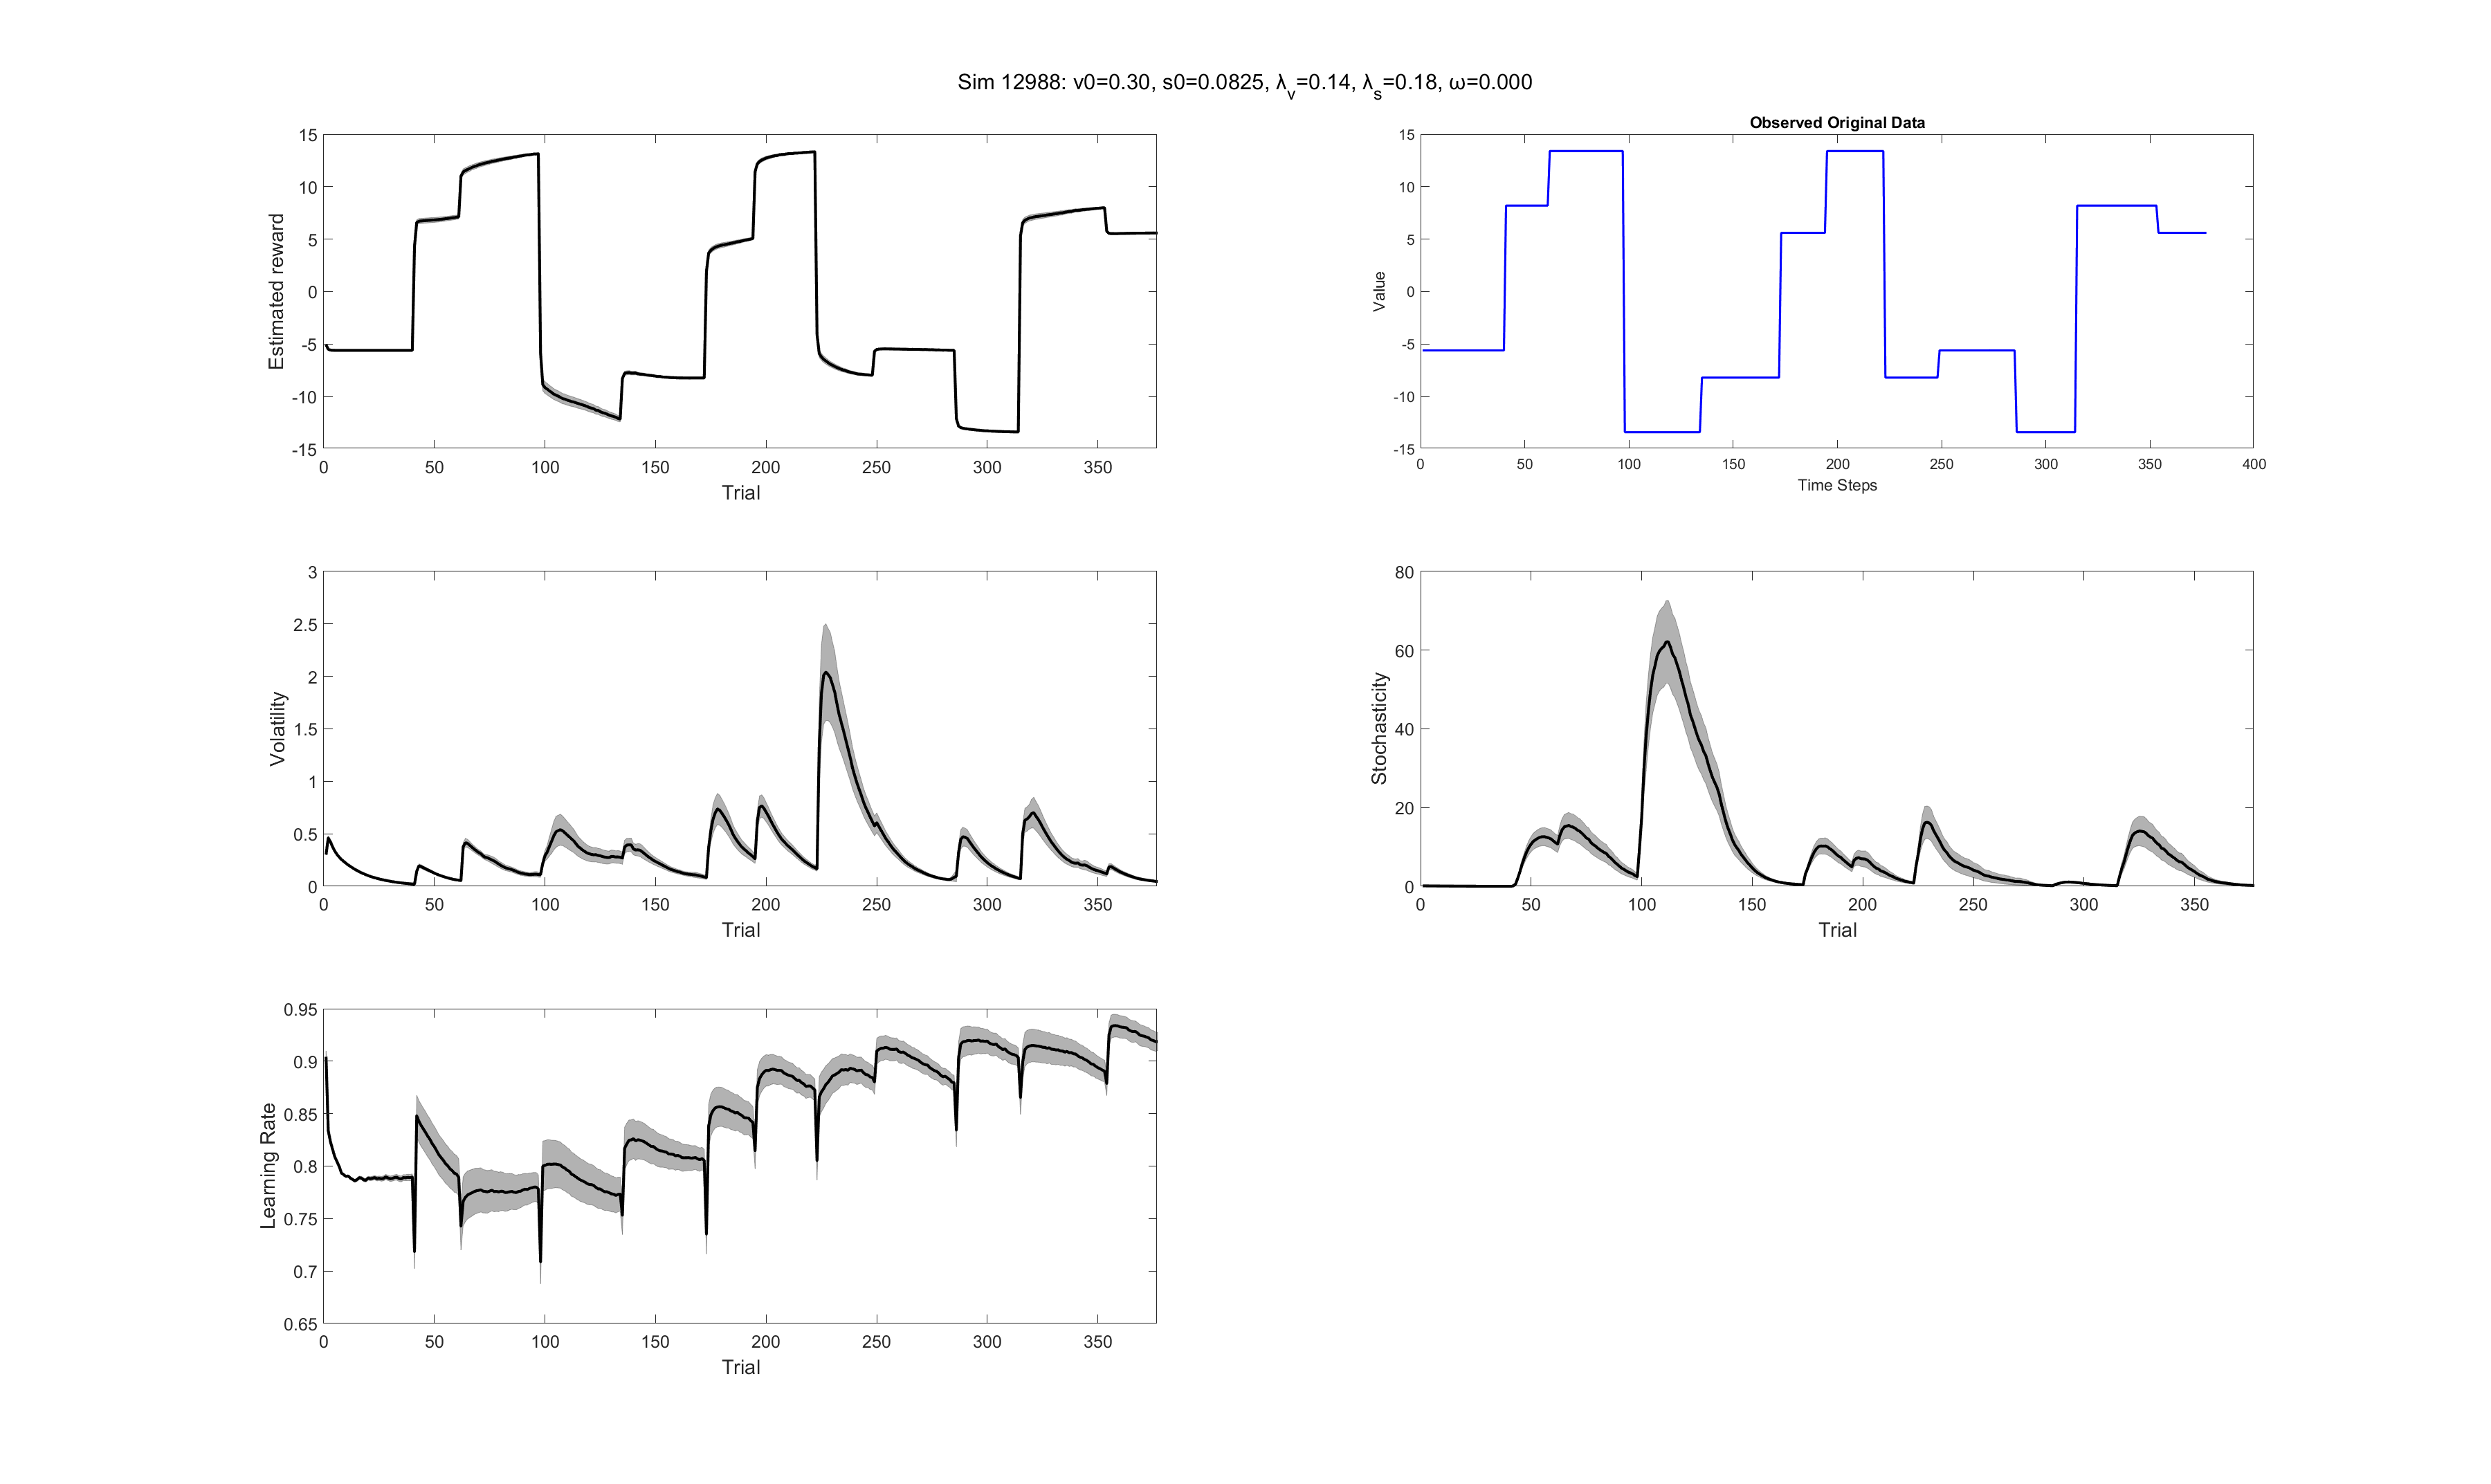 Sim 12988: v0=0.30, s0=0.0825, λv=0.14, λs=0.18, ω=0.000
15
10
5
0
-5
-10
-15
Estimated reward
0 50 100 150 200 250 300 350
Trial
Observed Original Data
15
10
5
0
-5
-10
-15
Value
0 50 100 150 200 250 300 350 400
Time Steps
3
2.5
2
1.5
1
0.5
0
Volatility
0 50 100 150 200 250 300 350
Trial
80
60
40
20
0
Stochasticity
0 50 100 150 200 250 300 350
Trial
0.95
0.9
0.85
0.8
0.75
0.7
0.65
Learning Rate
0 50 100 150 200 250 300 350
Trial